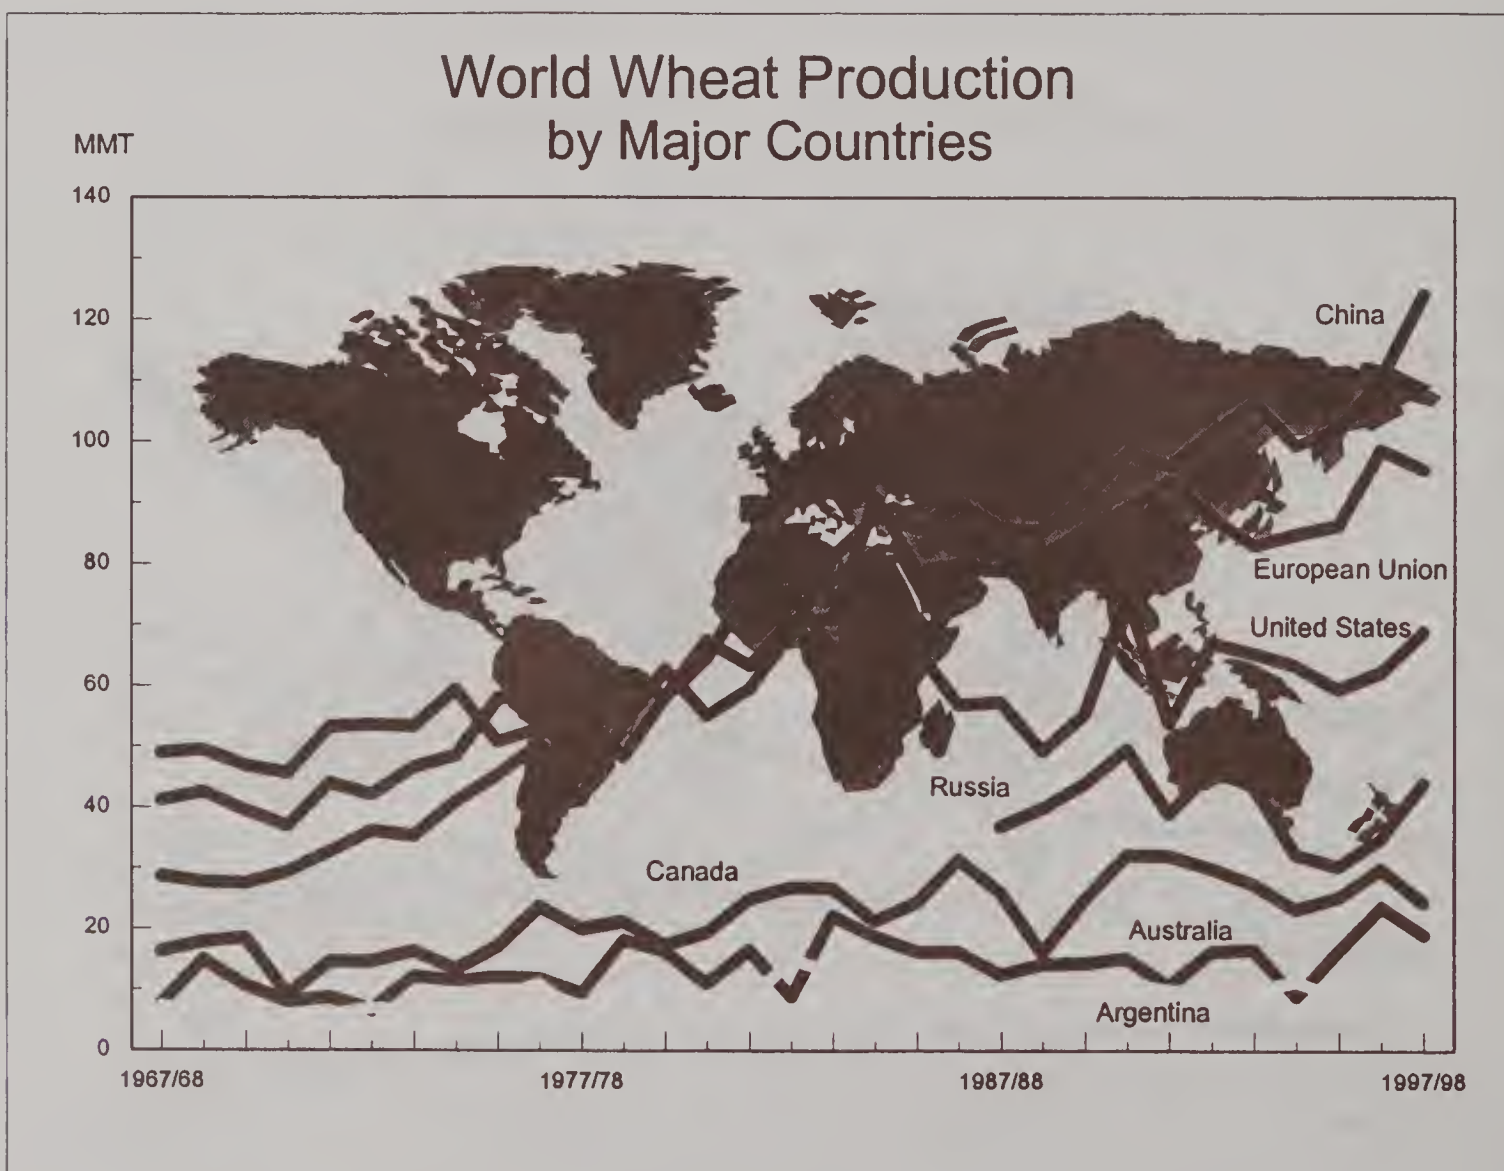 World Wheat Production
by Major Countries
MMT
140
120
100
80
60
40
20
0
China
European Union
United States
Russia
Canada
Australia
Argentina
1967/68
1977/78
1987/88
1997/98